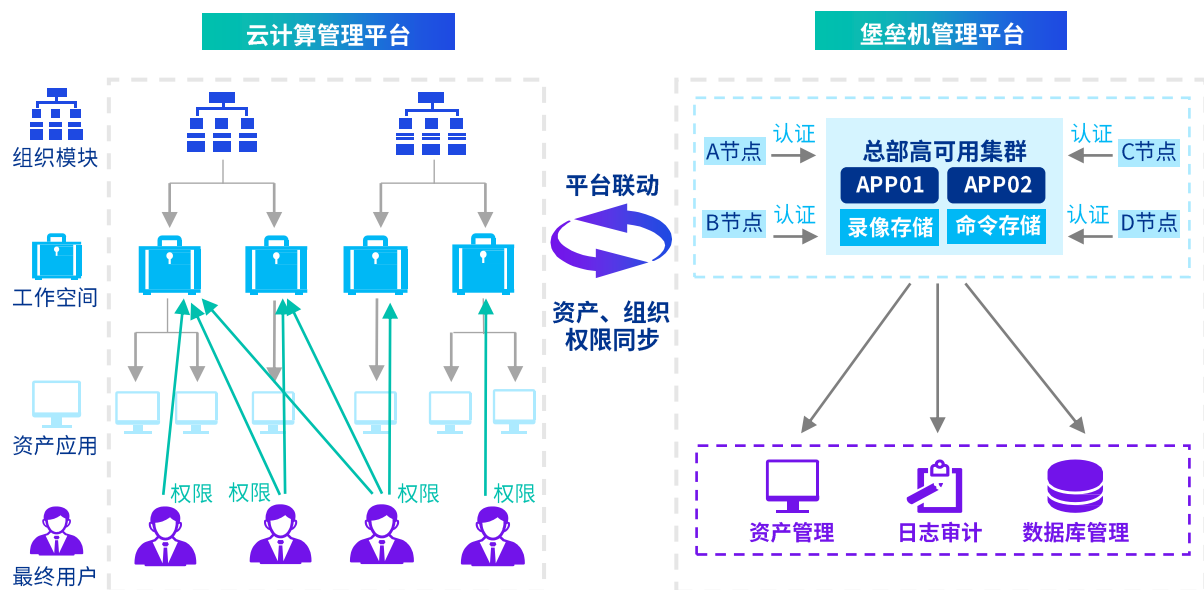 云计算管理平台
堡垒机管理平台
组织模块
工作空间
资产应用
最终用户
权限
权限
权限
权限
平台联动
资产、组织
权限同步
A节点
认证
B节点
认证
总部高可用集群
APP01
APP02
录像存储
命令存储
认证
C节点
认证
D节点
资产管理
日志审计
数据库管理